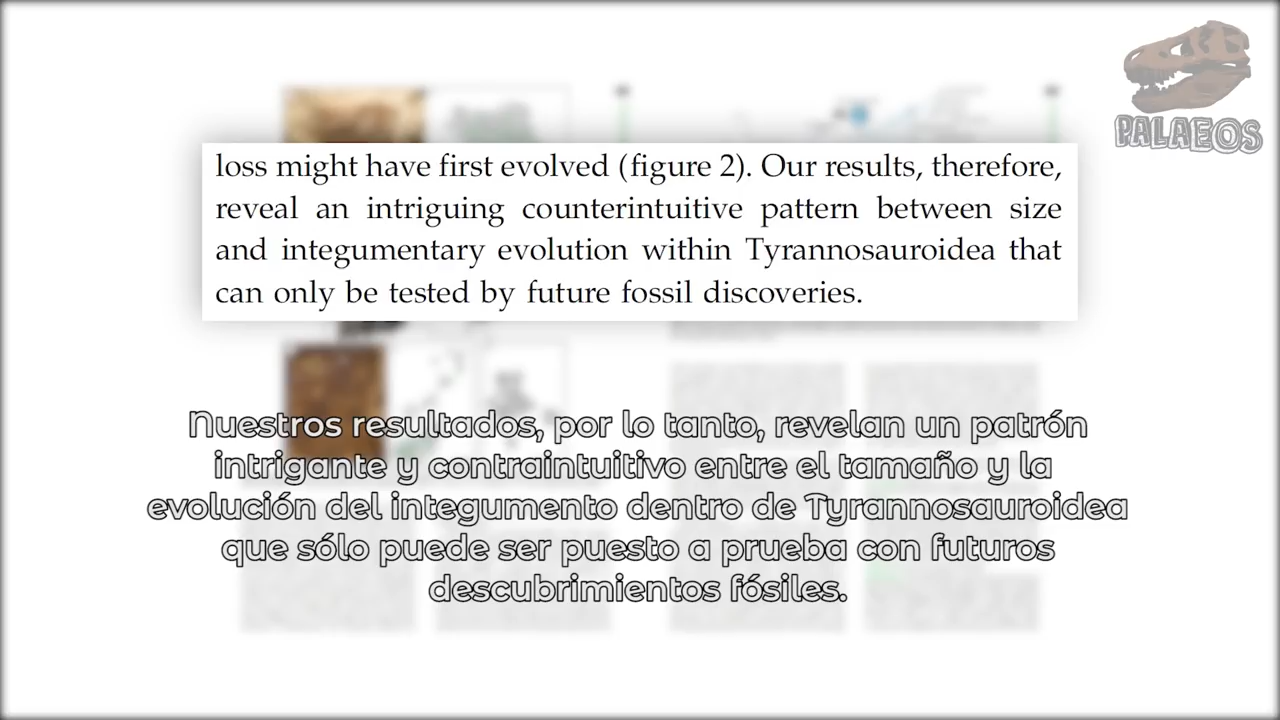 PALAEOS
loss might have first evolved (figure 2). Our results, therefore,
reveal an intriguing counterintuitive pattern between size
and integumentary evolution within Tyrannosauroidea that
can only be tested by future fossil discoveries.
Nuestros resultados, por lo tanto, revelan un patrón
intrigante y contraintuitivo entre el tamaño y la
evolución del integumento dentro de Tyrannosauroidea
que sólo puede ser puesto a prueba con futuros
descubrimientos fósiles.